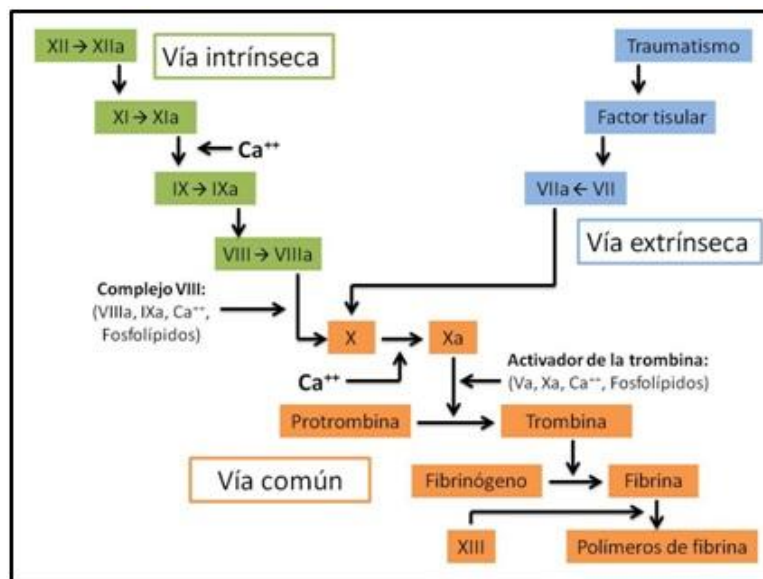 XII → XIIa
Vía intrínseca
Traumatismo
XI → XIa
Factor tisular
Ca⁺⁺
IX → IXa
VIIa ← VII
Vía extrínseca
VIII → VIIIa
Complejo VIII:
(VIIIa, IXa, Ca⁺⁺,
Fosfolípidos)
X
Xa
Activador de la trombina:
(Va, Xa, Ca⁺⁺, Fosfolípidos)
Ca⁺⁺
Protrombina
Trombina
Vía común
Fibrinógeno
Fibrina
XIII
Polímeros de fibrina